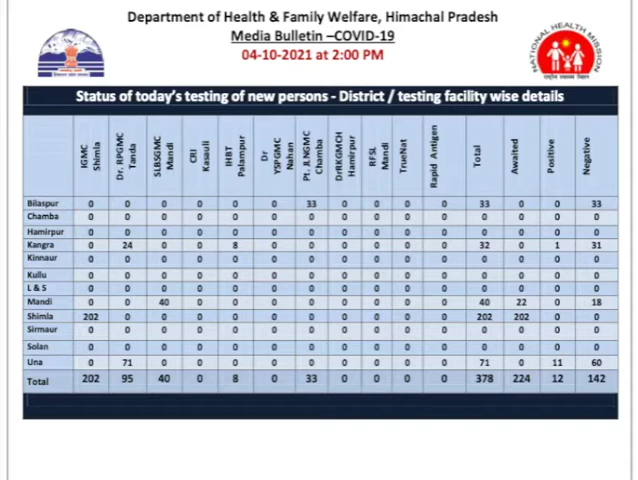 Department of Health & Family Welfare, Himachal Pradesh
Media Bulletin –COVID-19
04-10-2021 at 2:00 PM
NATIONAL HEALTH MISSION
राष्ट्रीय स्वास्थ्य मिशन
Status of today's testing of new persons - District / testing facility wise details
IGMC Shimla Dr. RPGMC Tanda SLBSGMC Mandi CRI Kasauli IHBT Palampur Dr YSPGMC Nahan Pt. JLNGMC Chamba DrRKGMCH Hamirpur RFSL Mandi TrueNat Rapid Antigen Total Awaited Positive Negative
Bilaspur 0 0 0 0 0 0 33 0 0 0 0 33 0 0 33
Chamba 0 0 0 0 0 0 0 0 0 0 0 0 0 0 0
Hamirpur 0 0 0 0 0 0 0 0 0 0 0 0 0 0 0
Kangra 0 24 0 0 8 0 0 0 0 0 0 32 0 1 31
Kinnaur 0 0 0 0 0 0 0 0 0 0 0 0 0 0 0
Kullu 0 0 0 0 0 0 0 0 0 0 0 0 0 0 0
L & S 0 0 0 0 0 0 0 0 0 0 0 0 0 0 0
Mandi 0 0 40 0 0 0 0 0 0 0 0 40 22 0 18
Shimla 202 0 0 0 0 0 0 0 0 0 0 202 202 0 0
Sirmaur 0 0 0 0 0 0 0 0 0 0 0 0 0 0 0
Solan 0 0 0 0 0 0 0 0 0 0 0 0 0 0 0
Una 0 71 0 0 0 0 0 0 0 0 0 71 0 11 60
Total 202 95 40 0 8 0 33 0 0 0 0 378 224 12 142